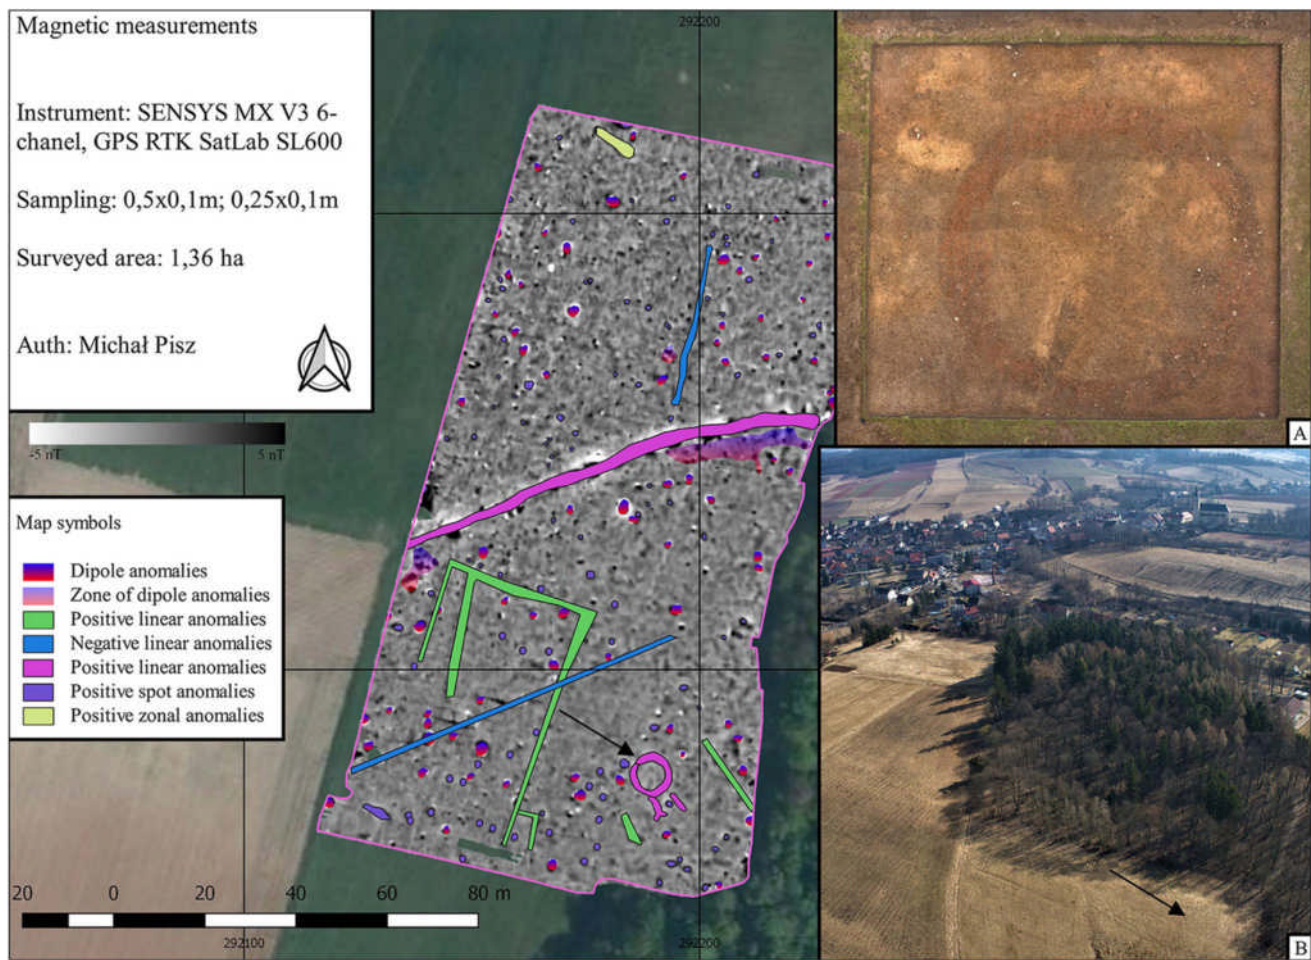 Magnetic measurements
Instrument: SENSYS MX V3 6-
chanel, GPS RTK SatLab SL600
Sampling: 0,5x0,1m; 0,25x0,1m
Surveyed area: 1,36 ha
Auth: Michał Pisz
-5 nT 5 nT
Map symbols
Dipole anomalies
Zone of dipole anomalies
Positive linear anomalies
Negative linear anomalies
Positive linear anomalies
Positive spot anomalies
Positive zonal anomalies
20 0 20 40 60 80 m
292100 292200
292200
A
B